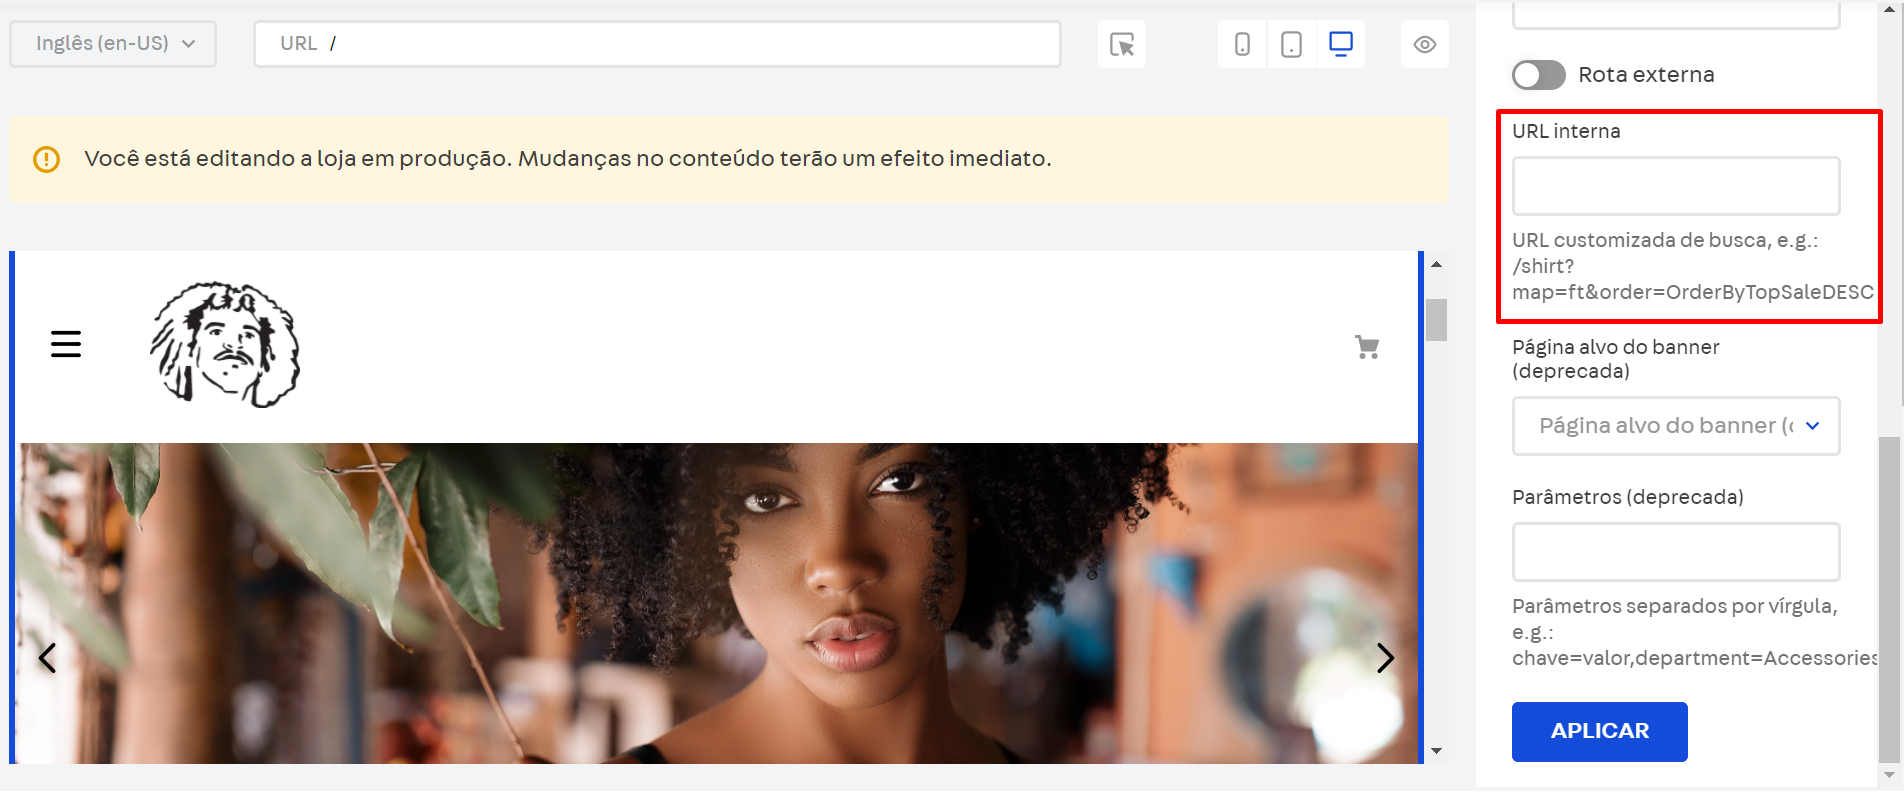 Inglês (en-US)
URL /
Você está editando a loja em produção. Mudanças no conteúdo terão um efeito imediato.
Rota externa
URL interna
URL customizada de busca, e.g.:
/shirt?
map=ft&order=OrderByTopSaleDESC
Página alvo do banner
(deprecada)
Página alvo do banner (
Parâmetros (deprecada)
Parâmetros separados por vírgula,
e.g.:
chave=valor,department=Accessories
APLICAR